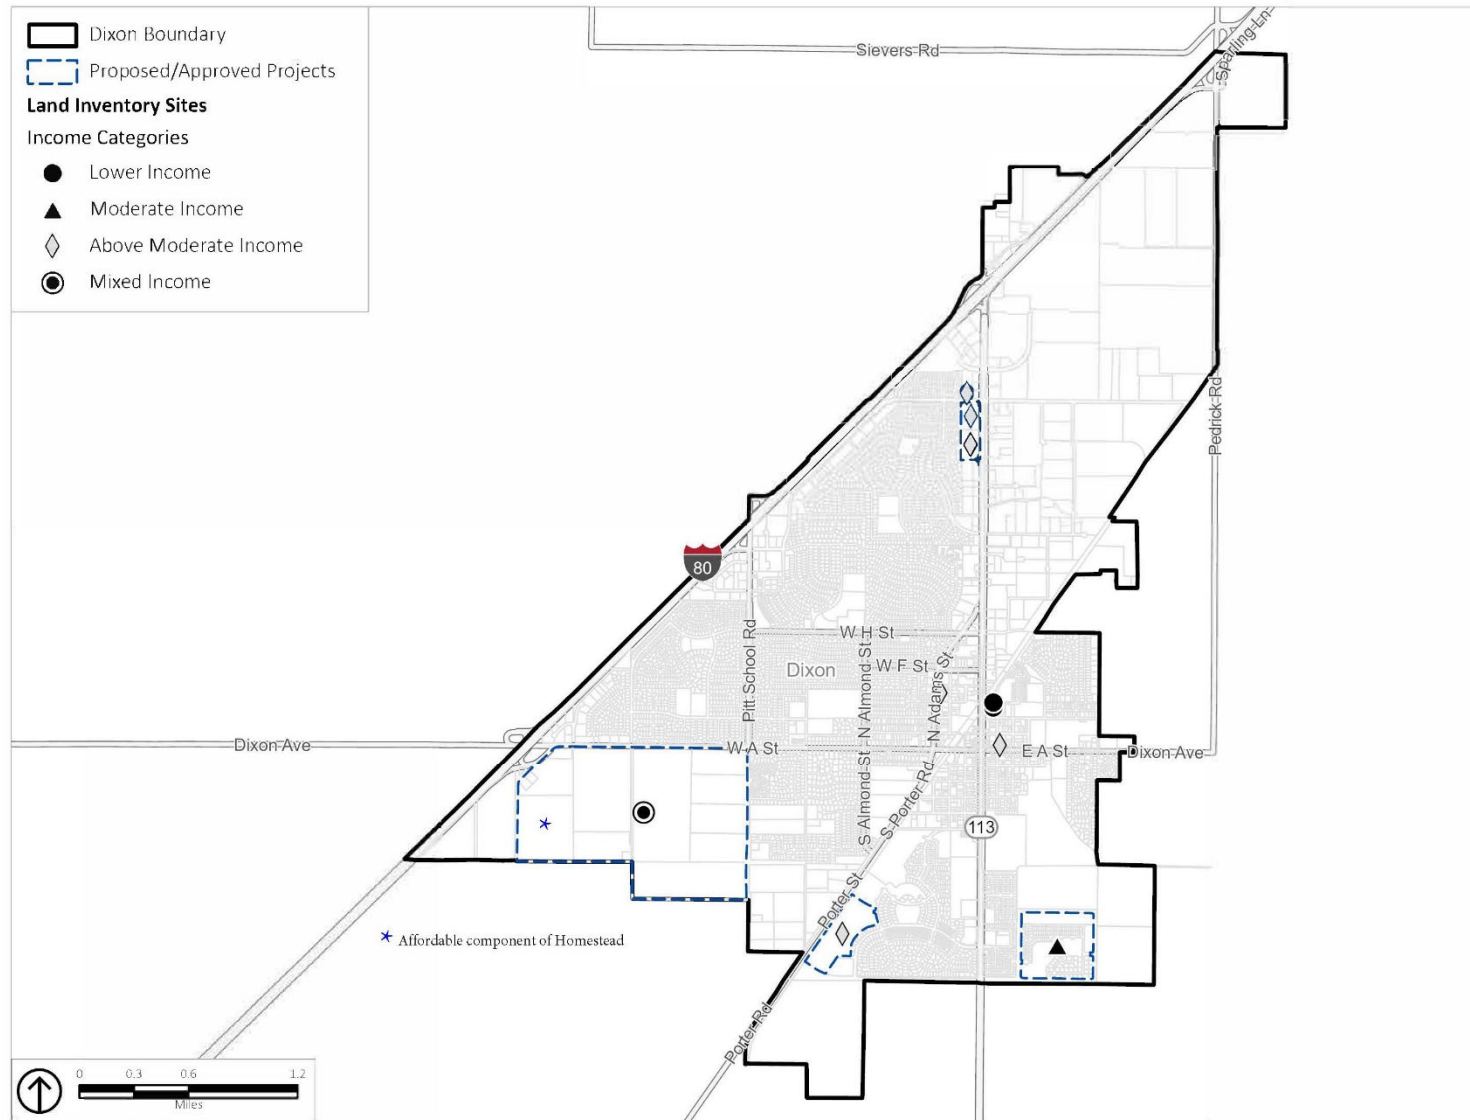 Dixon Boundary
Proposed/Approved Projects
Land Inventory Sites
Income Categories
Lower Income
Moderate Income
Above Moderate Income
Mixed Income
Sievers Rd
Sparling Ln
Pedrick Rd
80
Pitt School Rd
W H St
Dixon
W F St
N Almond St
N Adams St
Dixon Ave
W A St
E A St
Dixon Ave
S Almond St
S Porter Rd
113
Porter St
* Affordable component of Homestead
Porter Rd
0 0.3 0.6 1.2
Miles